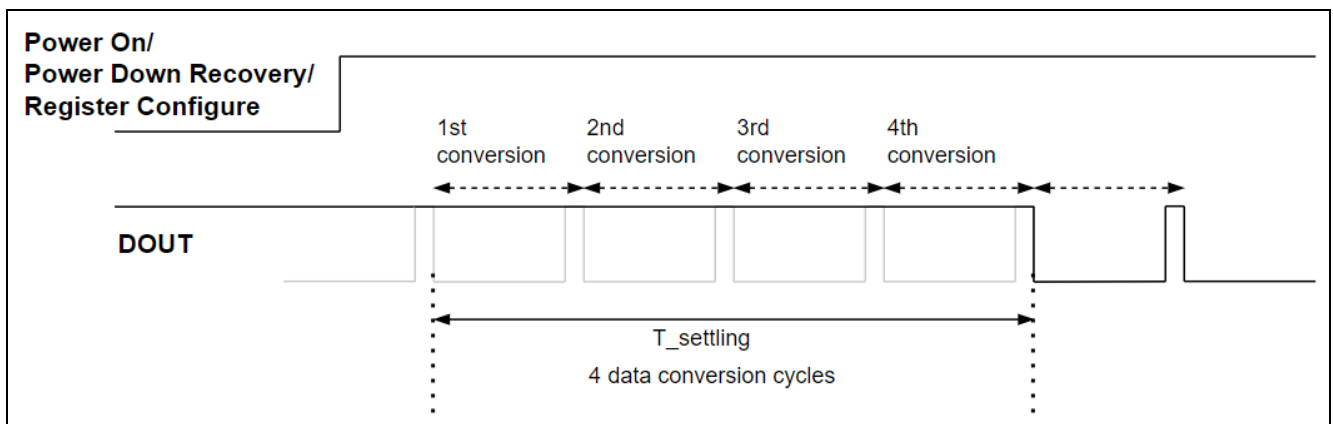 Power On/
Power Down Recovery/
Register Configure
1st
conversion
2nd
conversion
3rd
conversion
4th
conversion
DOUT
T_settling
4 data conversion cycles